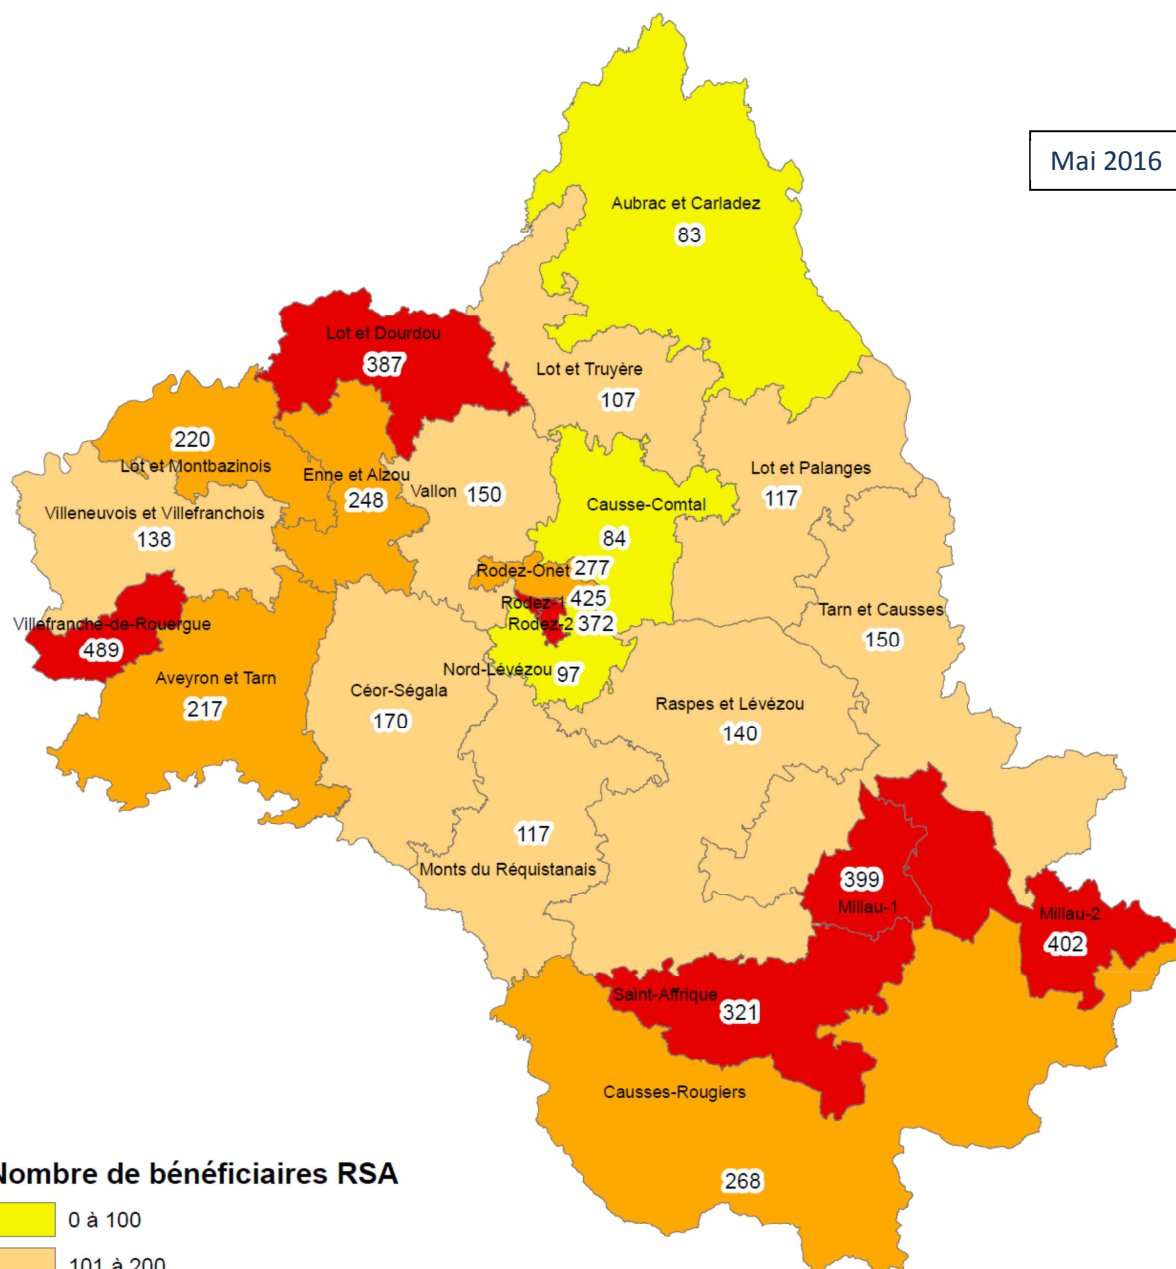 Mai 2016
Aubrac et Carladez
83
Lot et Dourdou
387
Lot et Truyère
107
220
Lot et Montbazinois
Enne et Alzou
248
Vallon 150
Lot et Palanges
117
Causse-Comtal
84
Villeneuvois et Villefranchois
138
Rodez-Onet 277
Rodez-1 425
Rodez-2 372
Tarn et Causses
150
Villefranche-de-Rouergue
489
Nord-Lévézou 97
Aveyron et Tarn
217
Céor-Ségala
170
Raspes et Lévézou
140
117
Monts du Réquistanais
399
Millau-1
Millau-2
402
Saint-Affrique
321
Causses-Rougiers
268
Nombre de bénéficiaires RSA
0 à 100
101 à 200